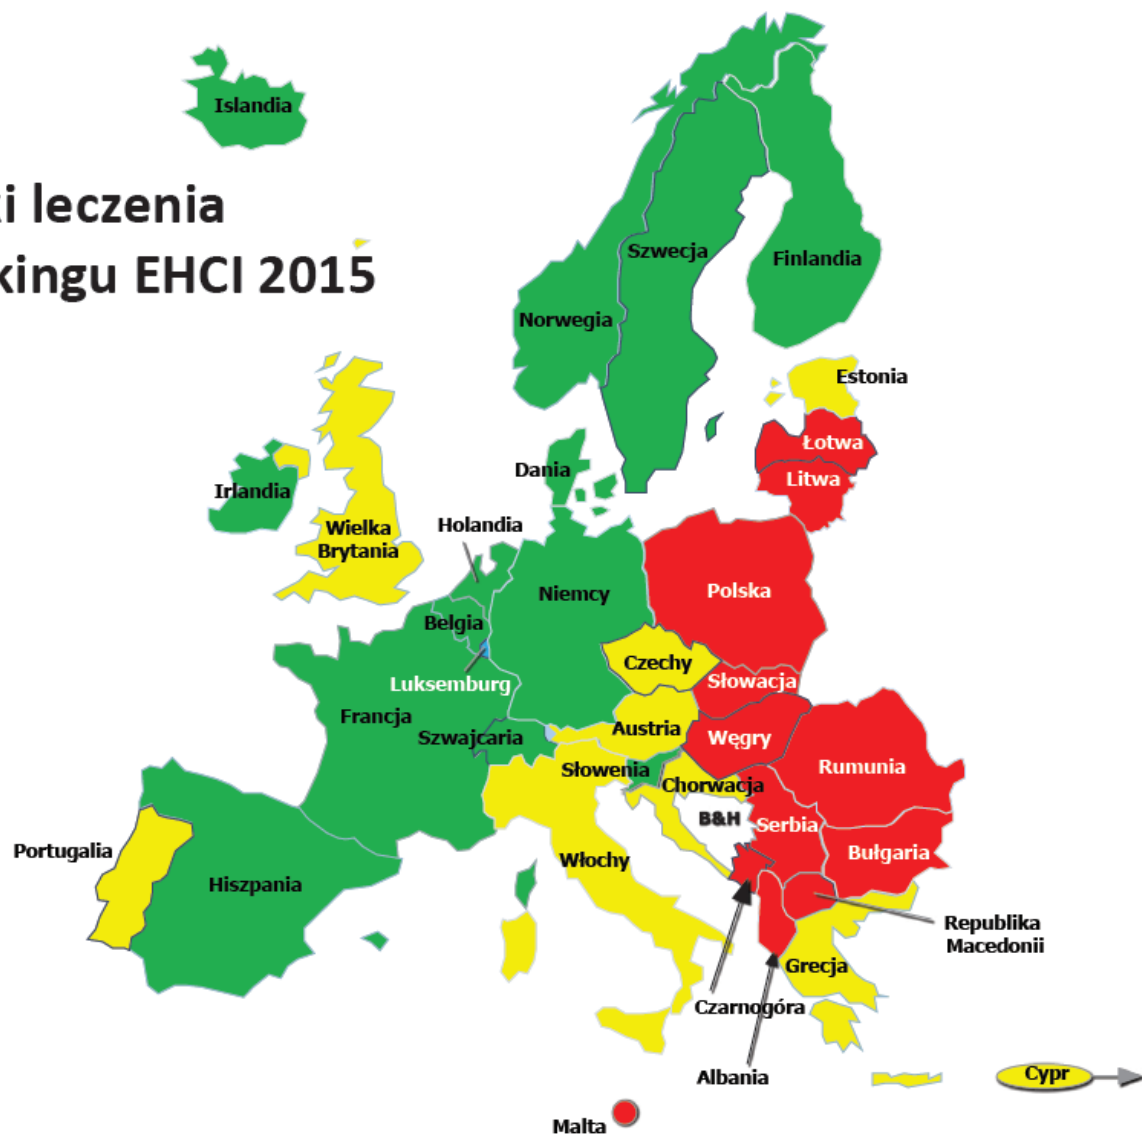 Islandia
i leczenia
kingu EHCI 2015
Szwecja
Finlandia
Norwegia
Estonia
Łotwa
Dania
Litwa
Irlandia
Holandia
Wielka
Brytania
Niemcy
Polska
Belgia
Czechy
Luksemburg
Słowacja
Francja
Austria
Szwajcaria
Węgry
Słowenia
Rumunia
Chorwacja
B&H
Serbia
Portugalia
Włochy
Bułgaria
Hiszpania
Republika
Macedonii
Grecja
Czarnogóra
Albania
Cypr
Malta